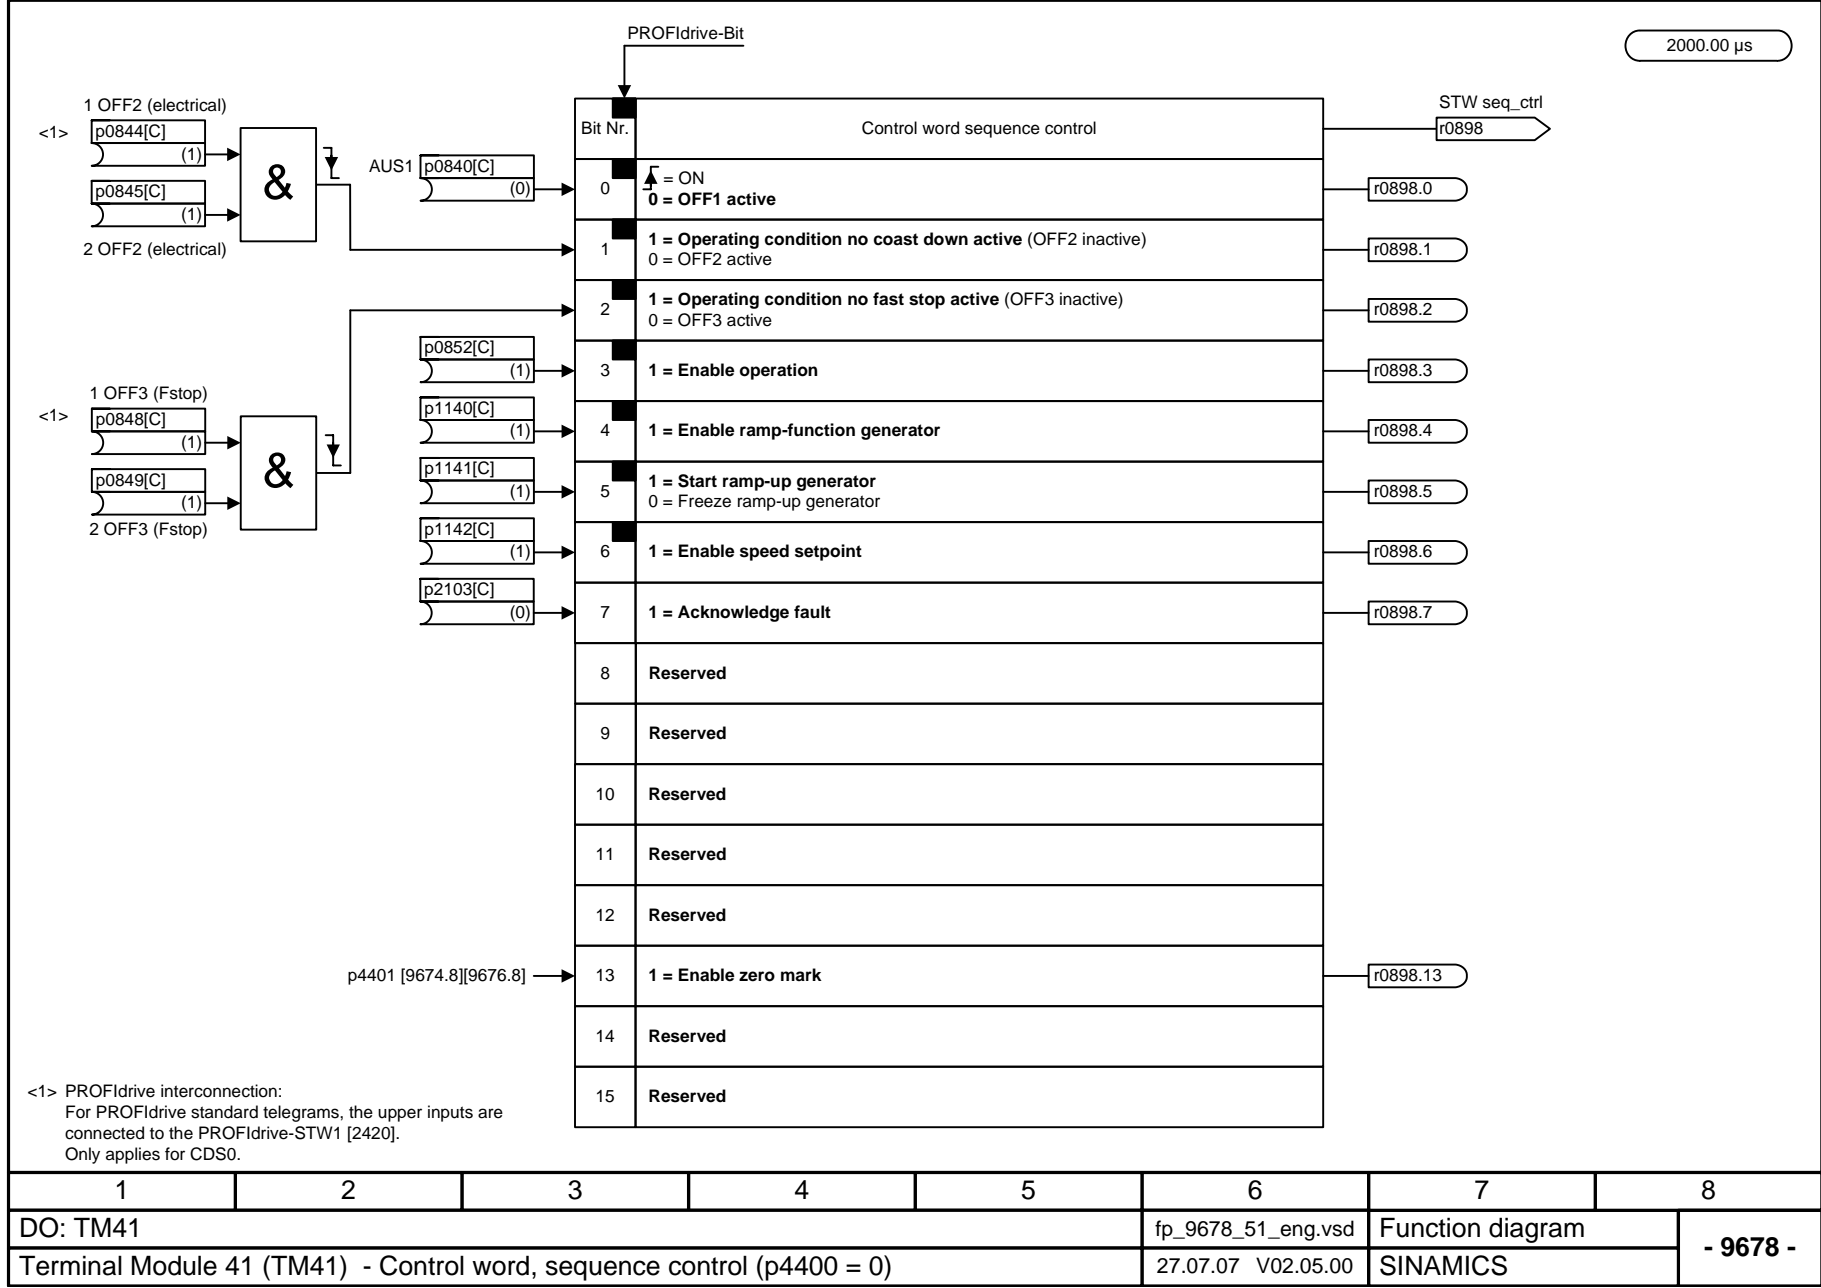 PROFIdrive-Bit
2000.00 µs
1 OFF2 (electrical)
<1> p0844[C]
(1)
p0845[C]
(1)
2 OFF2 (electrical)
&
AUS1 p0840[C]
(0)
Bit Nr. Control word sequence control
STW seq_ctrl
r0898
0 = ON
0 = OFF1 active
r0898.0
1 1 = Operating condition no coast down active (OFF2 inactive)
0 = OFF2 active
r0898.1
2 1 = Operating condition no fast stop active (OFF3 inactive)
0 = OFF3 active
r0898.2
p0852[C]
(1) 3 1 = Enable operation r0898.3
1 OFF3 (Fstop)
<1> p0848[C]
(1)
p0849[C]
(1)
2 OFF3 (Fstop)
&
p1140[C]
(1) 4 1 = Enable ramp-function generator r0898.4
p1141[C]
(1) 5 1 = Start ramp-up generator
0 = Freeze ramp-up generator
r0898.5
p1142[C]
(1) 6 1 = Enable speed setpoint r0898.6
p2103[C]
(0) 7 1 = Acknowledge fault r0898.7
8 Reserved
9 Reserved
10 Reserved
11 Reserved
12 Reserved
p4401 [9674.8][9676.8] 13 1 = Enable zero mark r0898.13
14 Reserved
15 Reserved
<1> PROFIdrive interconnection:
For PROFIdrive standard telegrams, the upper inputs are
connected to the PROFIdrive-STW1 [2420].
Only applies for CDS0.
1 2 3 4 5 6 7 8
DO: TM41 fp_9678_51_eng.vsd Function diagram
- 9678 -
Terminal Module 41 (TM41) - Control word, sequence control (p4400 = 0) 27.07.07 V02.05.00 SINAMICS